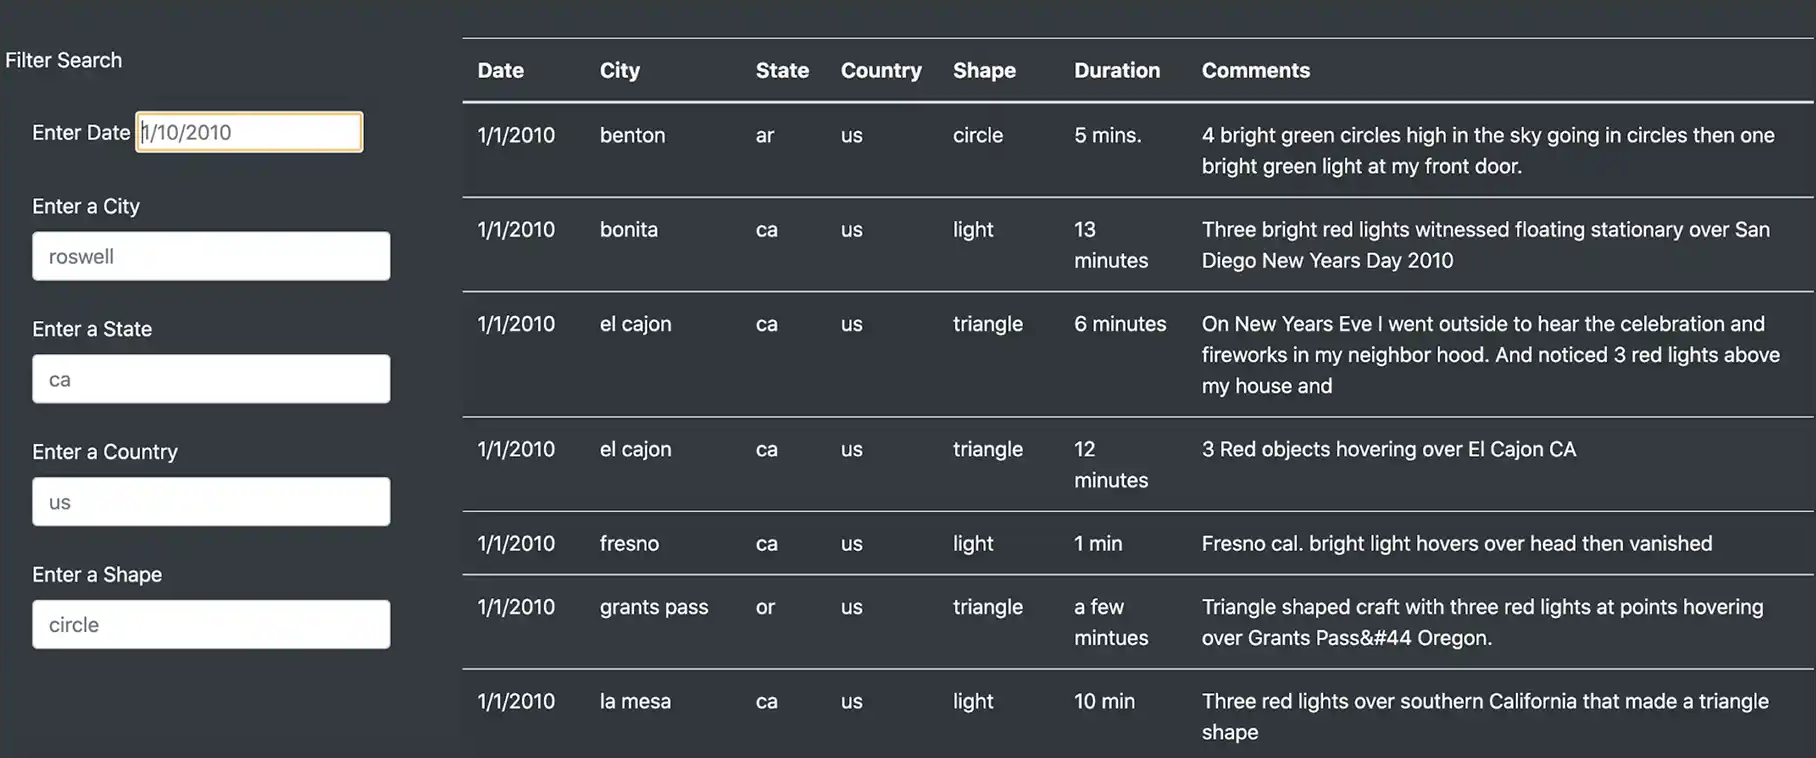 Filter Search
Enter Date 1/10/2010
Enter a City
roswell
Enter a State
ca
Enter a Country
us
Enter a Shape
circle
Date City State Country Shape Duration Comments
1/1/2010 benton ar us circle 5 mins. 4 bright green circles high in the sky going in circles then one
bright green light at my front door.
1/1/2010 bonita ca us light 13 Three bright red lights witnessed floating stationary over San
minutes Diego New Years Day 2010
1/1/2010 el cajon ca us triangle 6 minutes On New Years Eve I went outside to hear the celebration and
fireworks in my neighbor hood. And noticed 3 red lights above
my house and
1/1/2010 el cajon ca us triangle 12 3 Red objects hovering over El Cajon CA
minutes
1/1/2010 fresno ca us light 1 min Fresno cal. bright light hovers over head then vanished
1/1/2010 grants pass or us triangle a few Triangle shaped craft with three red lights at points hovering
mintues over Grants Pass&#44 Oregon.
1/1/2010 la mesa ca us light 10 min Three red lights over southern California that made a triangle
shape